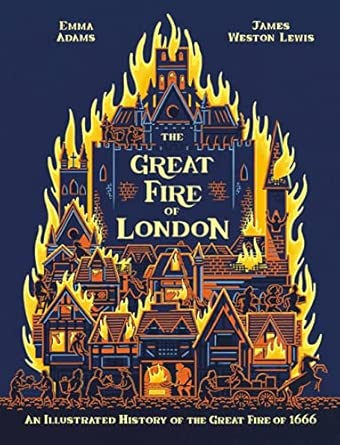 Emma Adams
James Weston Lewis
The
Great
Fire
of
London
An Illustrated History of the Great Fire of 1666